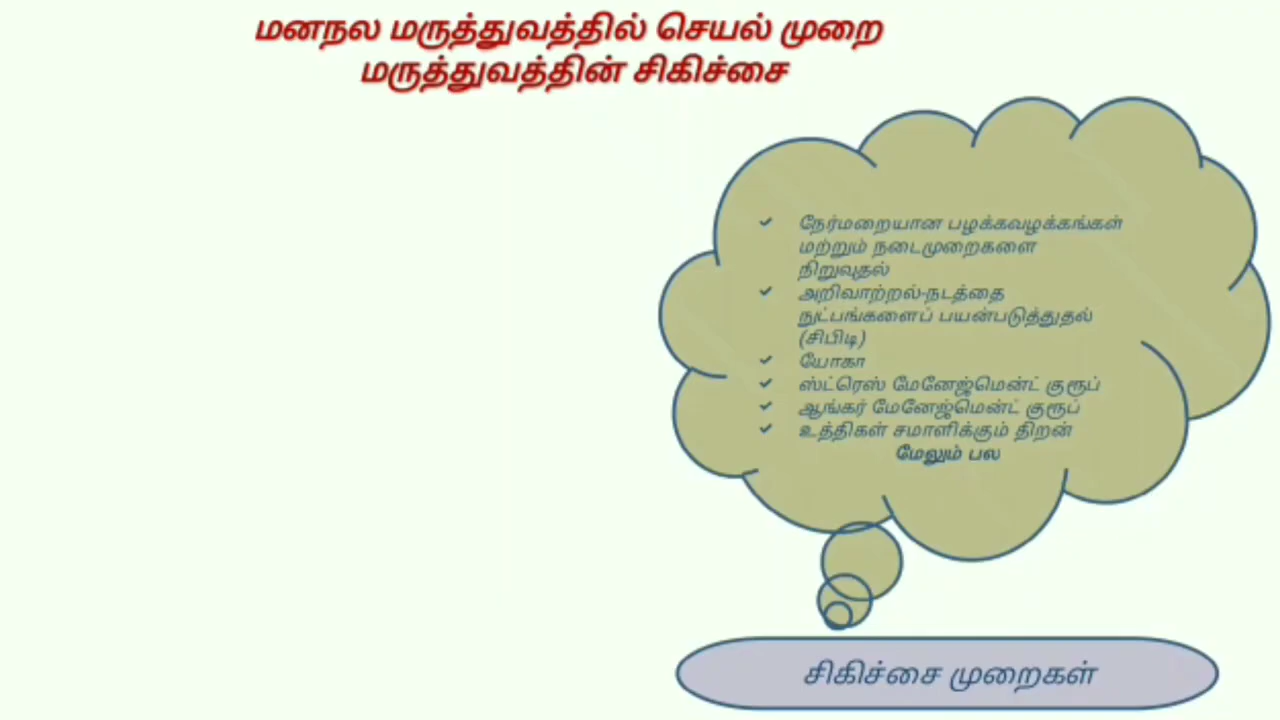 மனநல மருத்துவத்தில் செயல் முறை
மருத்துவத்தின் சிகிச்சை
✓ நேர்மறையான பழக்கவழக்கங்கள்
மற்றும் நடைமுறைகளை
நிறுவுதல்
✓ அறிவாற்றல்-நடத்தை
நுட்பங்களைப் பயன்படுத்துதல்
(சிபிடி)
✓ யோகா
✓ ஸ்ட்ரெஸ் மேனேஜ்மென்ட் குரூப்
✓ ஆங்கர் மேனேஜ்மென்ட் குரூப்
✓ உத்திகள் சமாளிக்கும் திறன்
மேலும் பல
சிகிச்சை முறைகள்